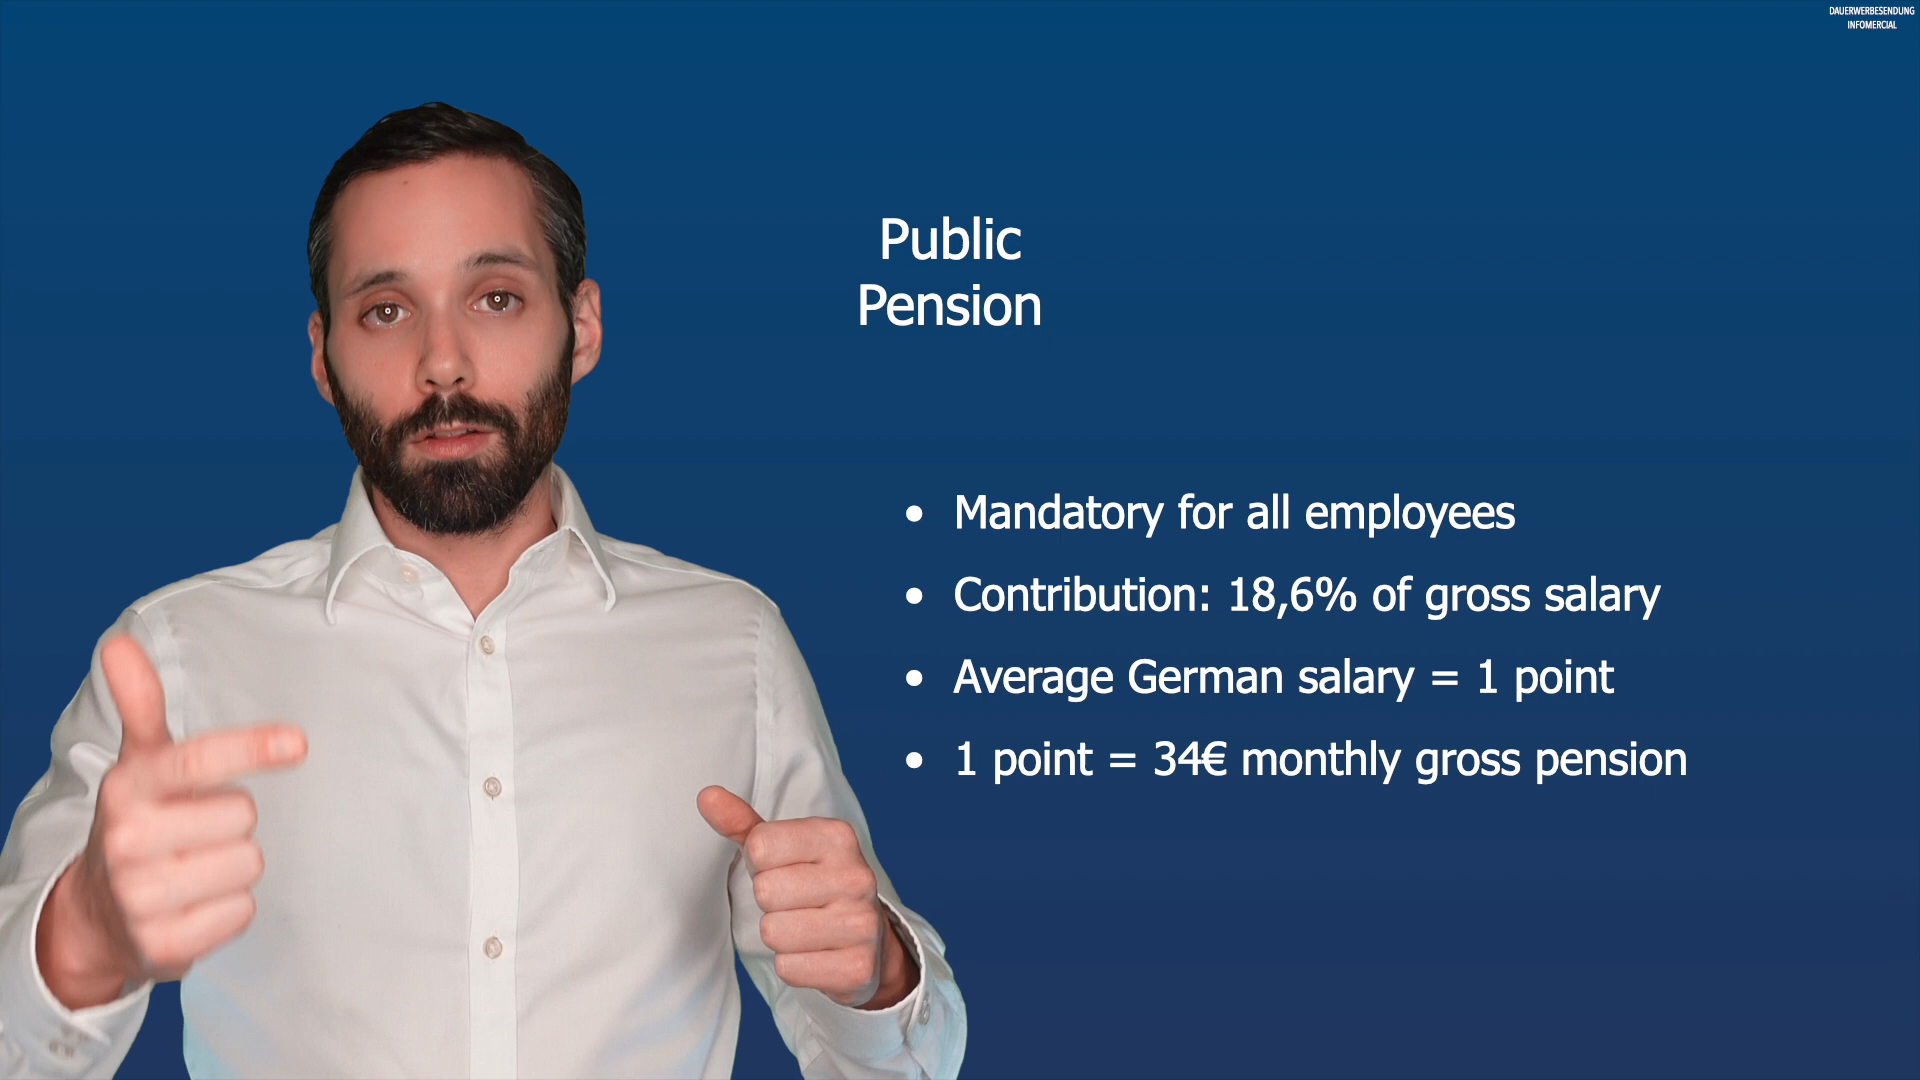 DAUERWERBESENDUNG
INFOMERCIAL
Public
Pension
• Mandatory for all employees
• Contribution: 18,6% of gross salary
• Average German salary = 1 point
• 1 point = 34€ monthly gross pension